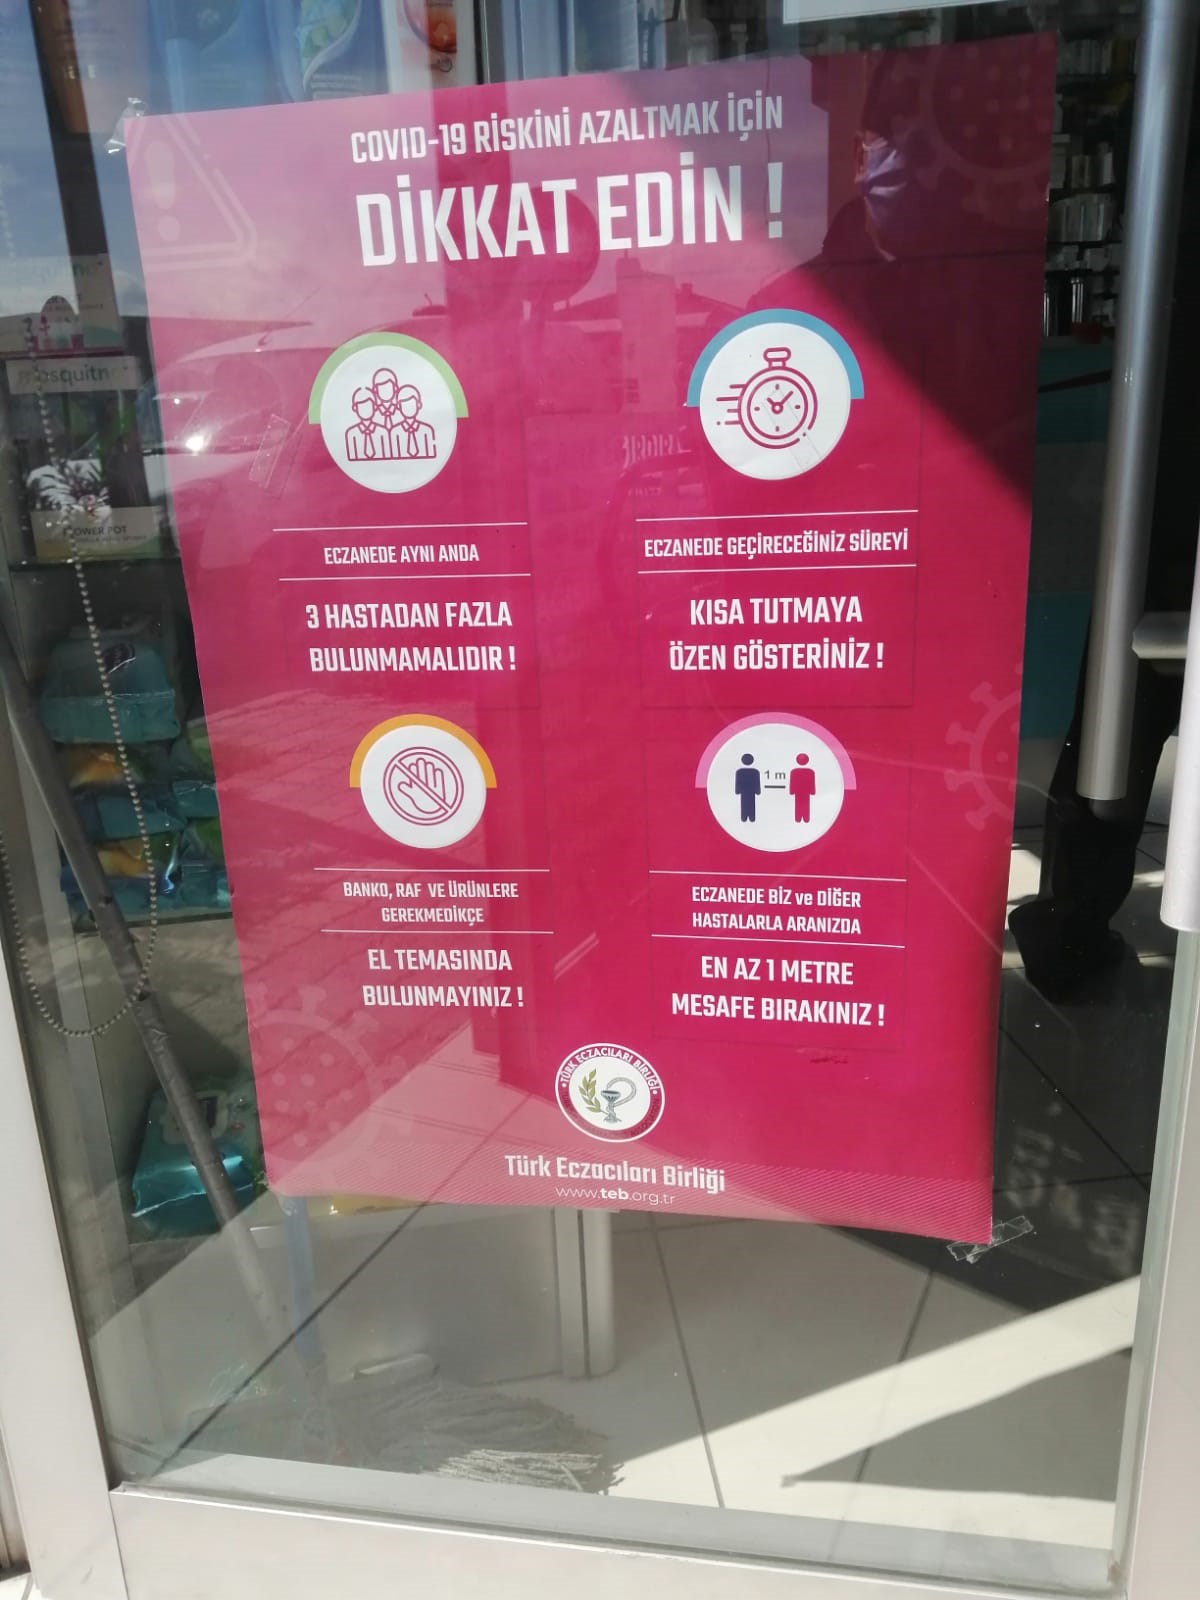 COVID-19 RİSKİNİ AZALTMAK İÇİN
DİKKAT EDİN !
ECZANEDE AYNI ANDA
3 HASTADAN FAZLA
BULUNMAMALIDIR !
ECZANEDE GEÇİRECEĞİNİZ SÜREYİ
KISA TUTMAYA
ÖZEN GÖSTERİNİZ !
BANKO, RAF VE ÜRÜNLERE
GEREKMEDİKÇE
EL TEMASINDA
BULUNMAYINIZ !
1 m
ECZANEDE BİZ ve DİĞER
HASTALARLA ARANIZDA
EN AZ 1 METRE
MESAFE BIRAKINIZ !
TÜRK ECZACILARI BİRLİĞİ
Türk Eczacıları Birliği
www.teb.org.tr